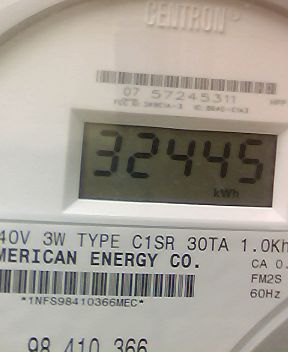 CENTRON®
07 57245311
32445
kWh
40V 3W TYPE C1SR 30TA 1.0Kh
MERICAN ENERGY CO.
CA 0.
FM2S
60Hz
*1NFS98410366MEC*
98 410 366